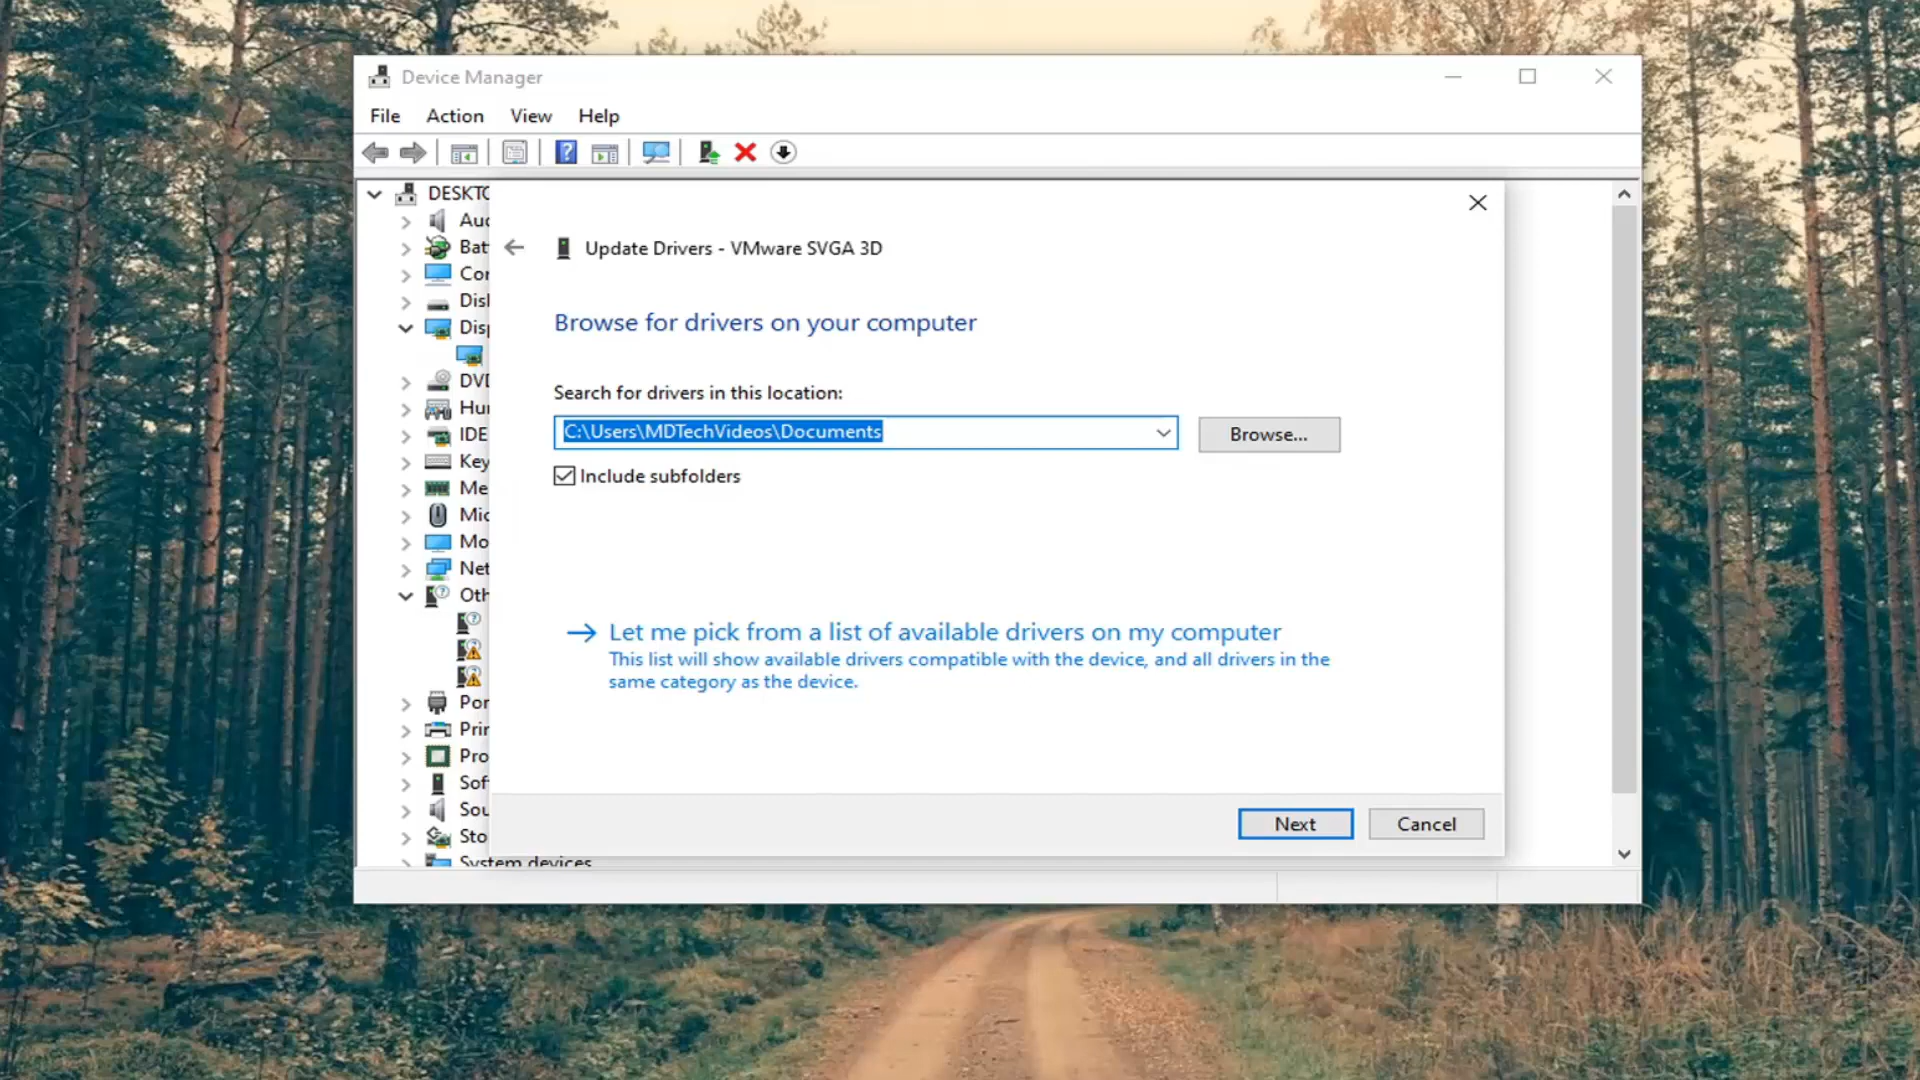 Device Manager
File Action View Help
DESKTO
Aud
Bat
Cor
Disk
Disp
DVD
Hur
IDE
Key
Me
Mic
Mo
Net
Oth
Por
Prin
Pro
Sof
Sou
Sto
System devices
Update Drivers - VMware SVGA 3D
Browse for drivers on your computer
Search for drivers in this location:
C:\Users\MDTechVideos\Documents
Browse...
Include subfolders
Let me pick from a list of available drivers on my computer
This list will show available drivers compatible with the device, and all drivers in the
same category as the device.
Next Cancel